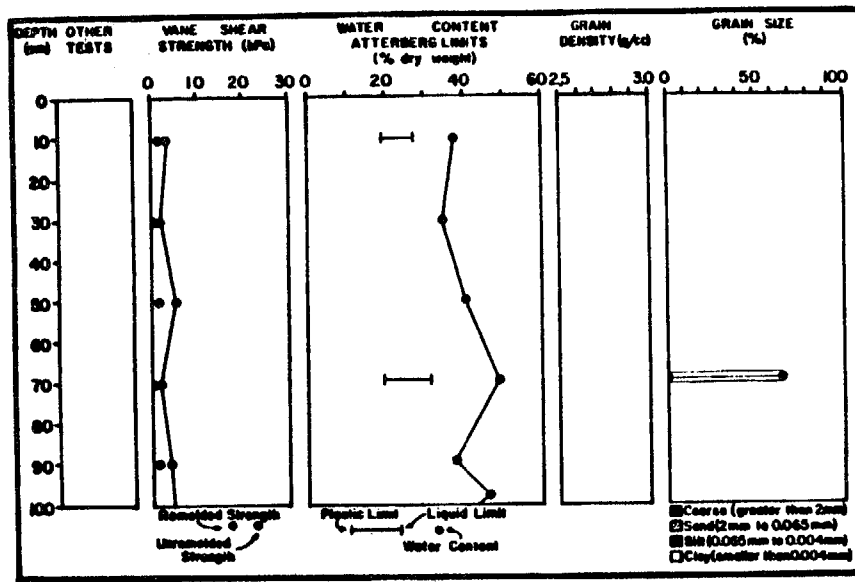 DEPTH OTHER VANE SHEAR WATER CONTENT GRAIN GRAIN SIZE
TESTS STRENGTH (kPa) ATTERBERG LIMITS DENSITY (g/cc) (%)
(% dry weight)
0 10 30 0 20 40 60 2.5 3.0 0 50 100
0
10
20
30
40
50
60
70
80
90
100
Remolded Strength
Unremolded
Strength
Plastic Limit Liquid Limit
Water Content
Coarse (greater than 2mm)
Sand (2mm to 0.065mm)
Silt (0.065mm to 0.004mm)
Clay (smaller than 0.004mm)